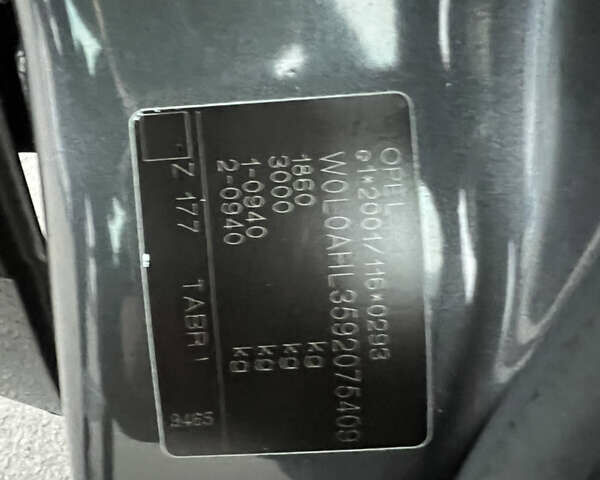 OPEL
e1*2001/116*0293
W0L0AHL3592075409
1860 kg
3000 kg
1-0940 kg
2-0940 kg
Z 177 TABR I
9465